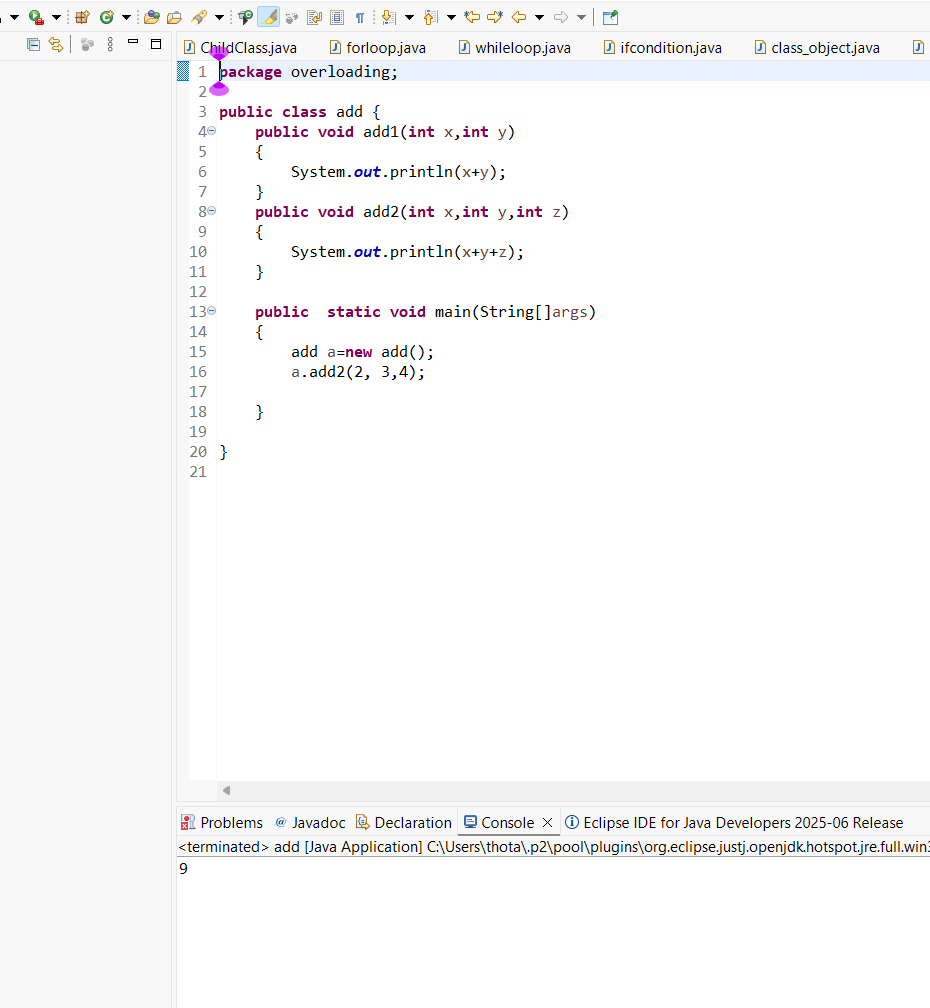 ChildClass.java forloop.java whileloop.java ifcondition.java class_object.java
1 package overloading;
2
3 public class add {
4     public void add1(int x,int y)
5     {
6         System.out.println(x+y);
7     }
8     public void add2(int x,int y,int z)
9     {
10         System.out.println(x+y+z);
11     }
12
13     public  static void main(String[]args)
14     {
15         add a=new add();
16         a.add2(2, 3,4);
17
18     }
19
20 }
21
Problems @ Javadoc Declaration Console Eclipse IDE for Java Developers 2025-06 Release
<terminated> add [Java Application] C:\Users\thota\.p2\pool\plugins\org.eclipse.justj.openjdk.hotspot.jre.full.win3
9